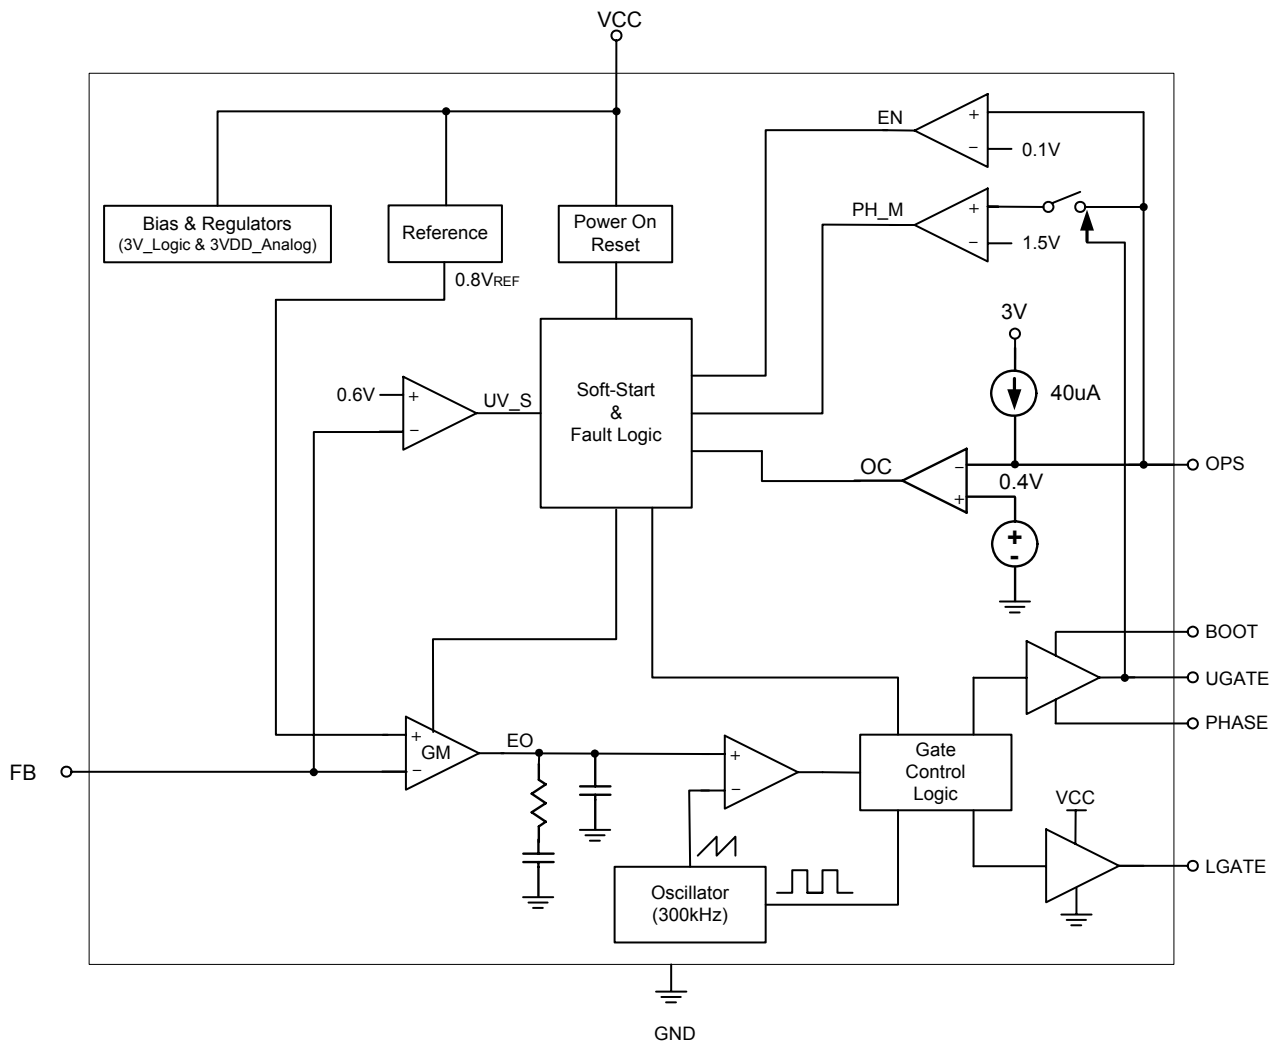 VCC
EN
+
−
0.1V
PH_M
+
−
1.5V
Bias & Regulators
(3V_Logic & 3VDD_Analog)
Reference
Power On
Reset
0.8VREF
3V
40uA
0.6V
+
−
UV_S
Soft-Start
&
Fault Logic
OC
−
+
0.4V
OPS
+
-
BOOT
UGATE
PHASE
FB
+
−
GM
EO
+
−
Gate
Control
Logic
VCC
LGATE
Oscillator
(300kHz)
GND